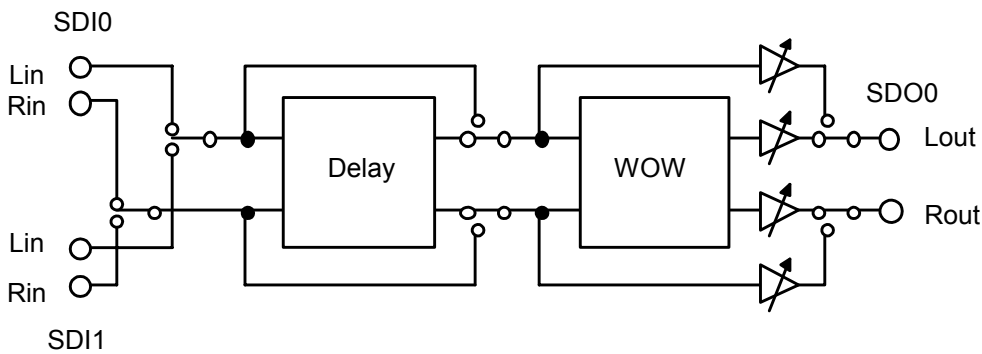 SDI0
Lin
Rin
SDO0
Delay
WOW
Lout
Rout
Lin
Rin
SDI1